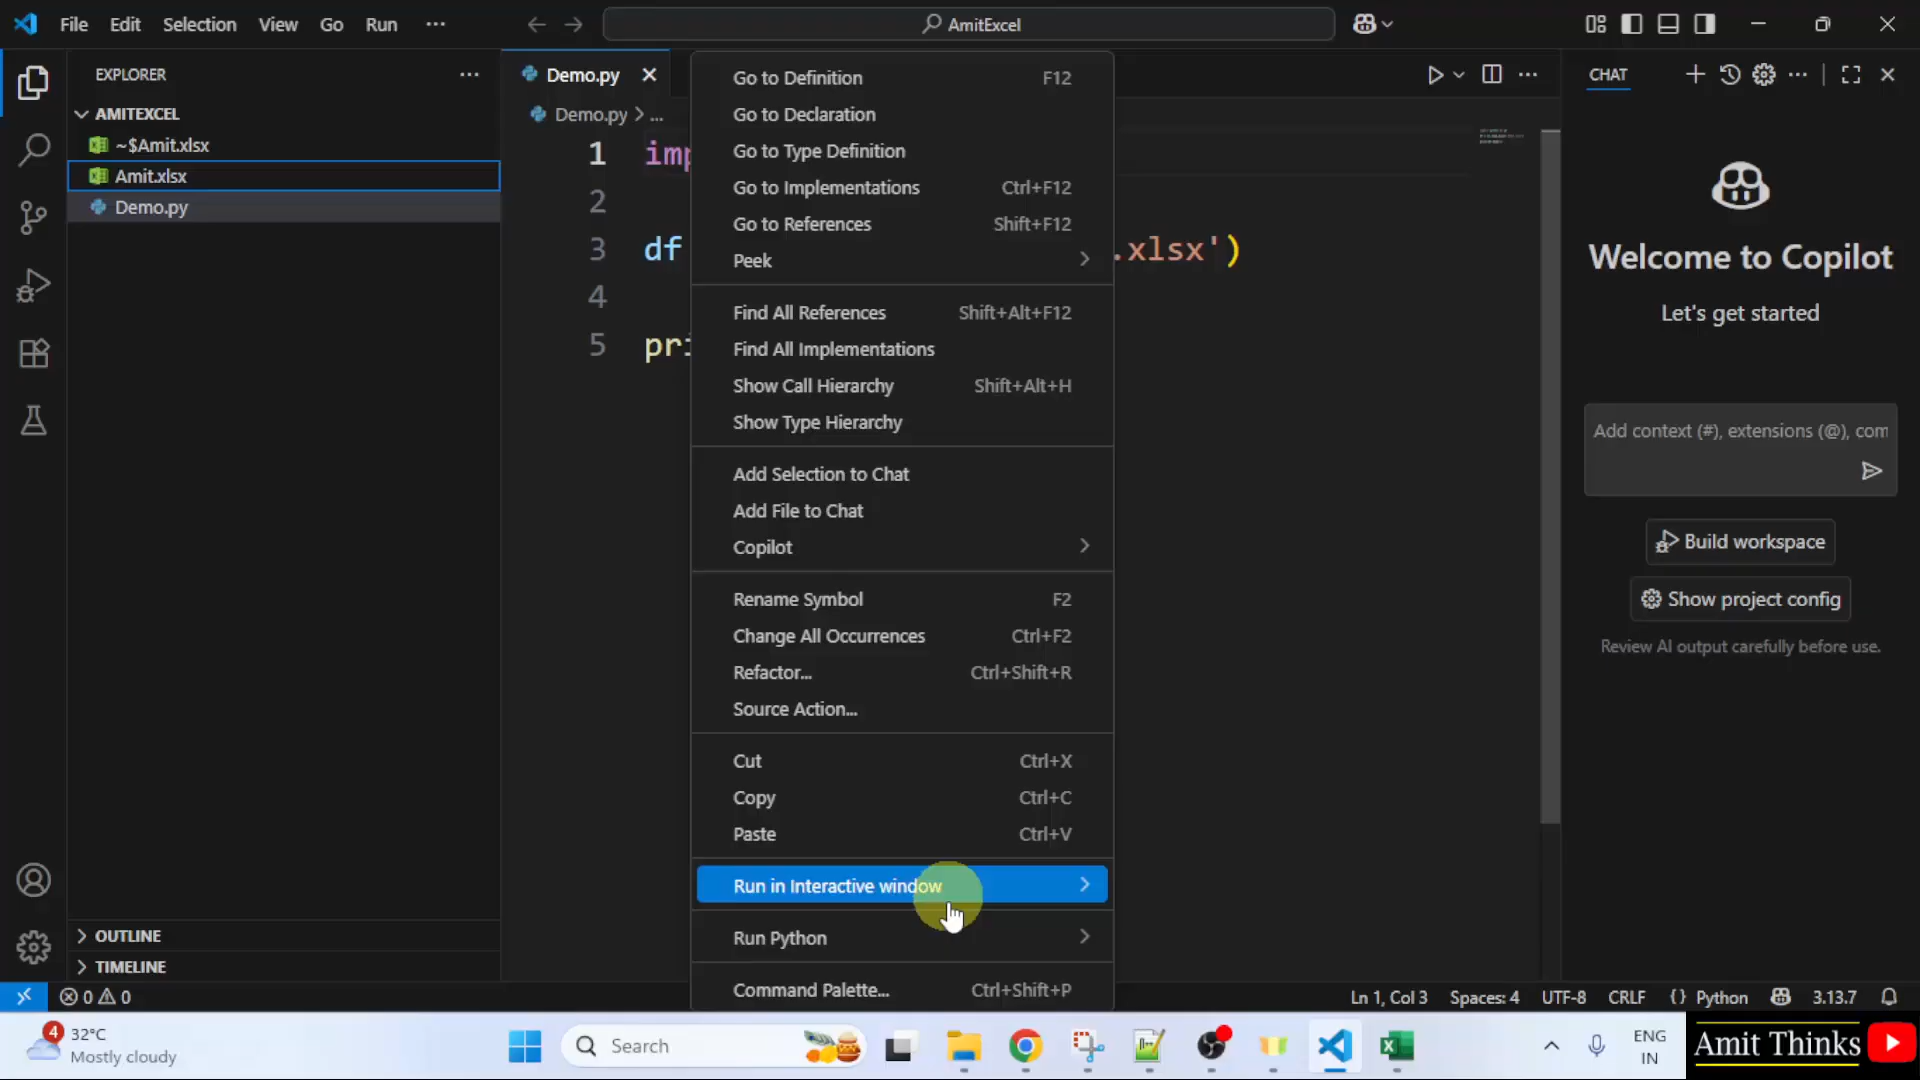 File Edit Selection View Go Run ···
AmitExcel
EXPLORER
AMITEXCEL
~$Amit.xlsx
Amit.xlsx
Demo.py
OUTLINE
TIMELINE
Demo.py
Demo.py > ...
1 imp
2
3 df .xlsx')
4
5 pri
Go to Definition F12
Go to Declaration
Go to Type Definition
Go to Implementations Ctrl+F12
Go to References Shift+F12
Peek
Find All References Shift+Alt+F12
Find All Implementations
Show Call Hierarchy Shift+Alt+H
Show Type Hierarchy
Add Selection to Chat
Add File to Chat
Copilot
Rename Symbol F2
Change All Occurrences Ctrl+F2
Refactor... Ctrl+Shift+R
Source Action...
Cut Ctrl+X
Copy Ctrl+C
Paste Ctrl+V
Run in Interactive window
Run Python
Command Palette... Ctrl+Shift+P
CHAT
Welcome to Copilot
Let's get started
Add context (#), extensions (@), com
Build workspace
Show project config
Review AI output carefully before use.
0 0
Ln 1, Col 3 Spaces: 4 UTF-8 CRLF {} Python 3.13.7
4
32°C
Mostly cloudy
Search
ENG
IN
Amit Thinks